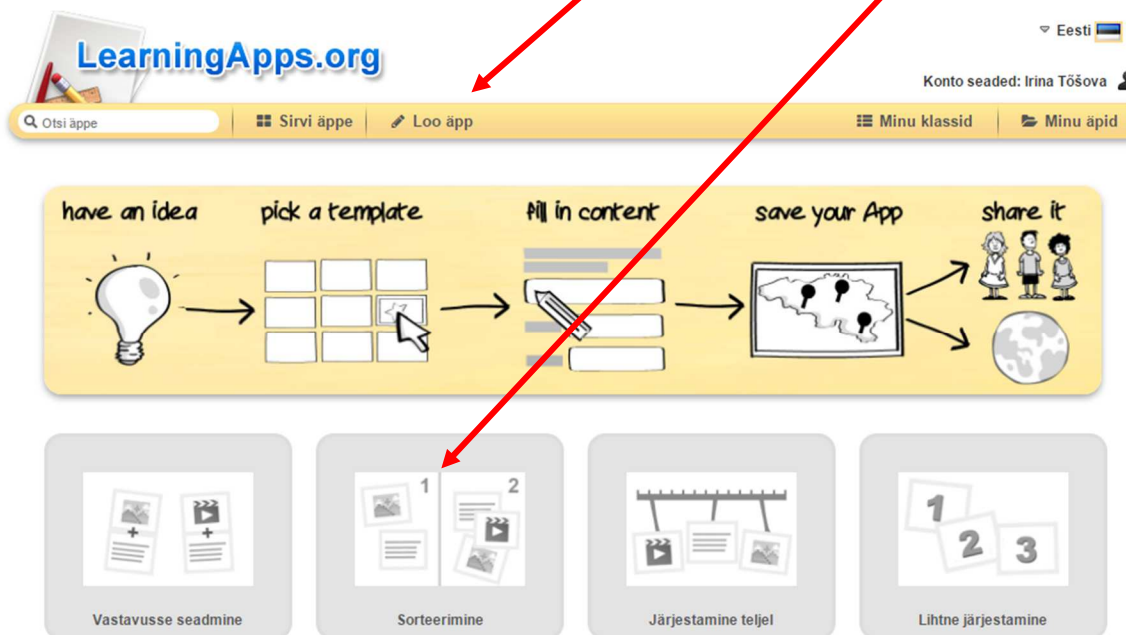 Eesti
LearningApps.org
Konto seaded: Irina Tõšova
Otsi äppe
Sirvi äppe
Loo äpp
Minu klassid
Minu äpid
have an idea
pick a template
fill in content
save your App
share it
1
2
1
2
3
Vastavusse seadmine
Sorteerimine
Järjestamine teljel
Lihtne järjestamine